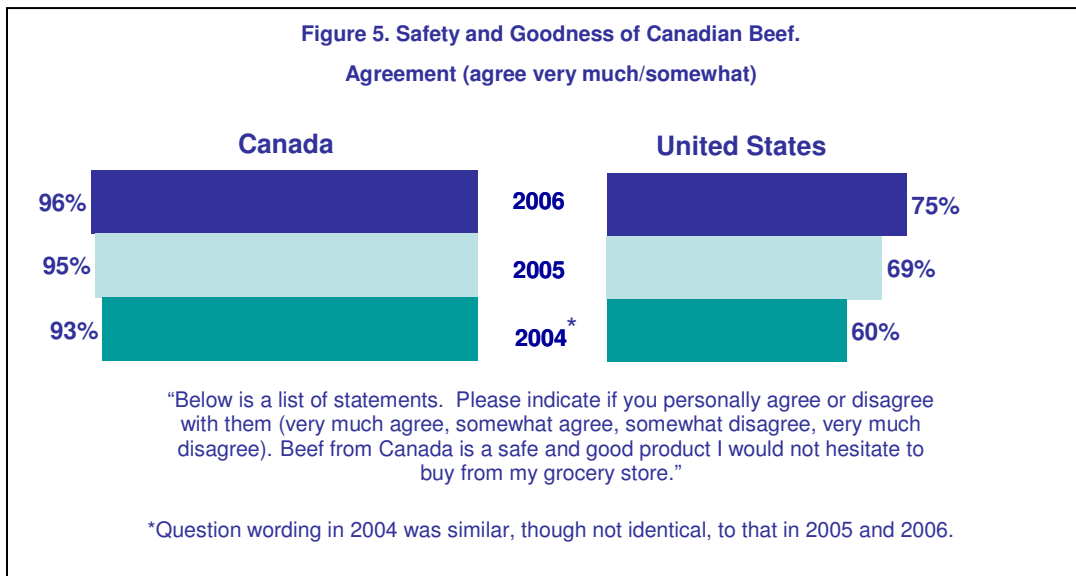 Figure 5. Safety and Goodness of Canadian Beef.
Agreement (agree very much/somewhat)
Canada
United States
96%
2006
75%
95%
2005
69%
93%
2004*
60%
“Below is a list of statements.  Please indicate if you personally agree or disagree
with them (very much agree, somewhat agree, somewhat disagree, very much
disagree). Beef from Canada is a safe and good product I would not hesitate to
buy from my grocery store.”
*Question wording in 2004 was similar, though not identical, to that in 2005 and 2006.